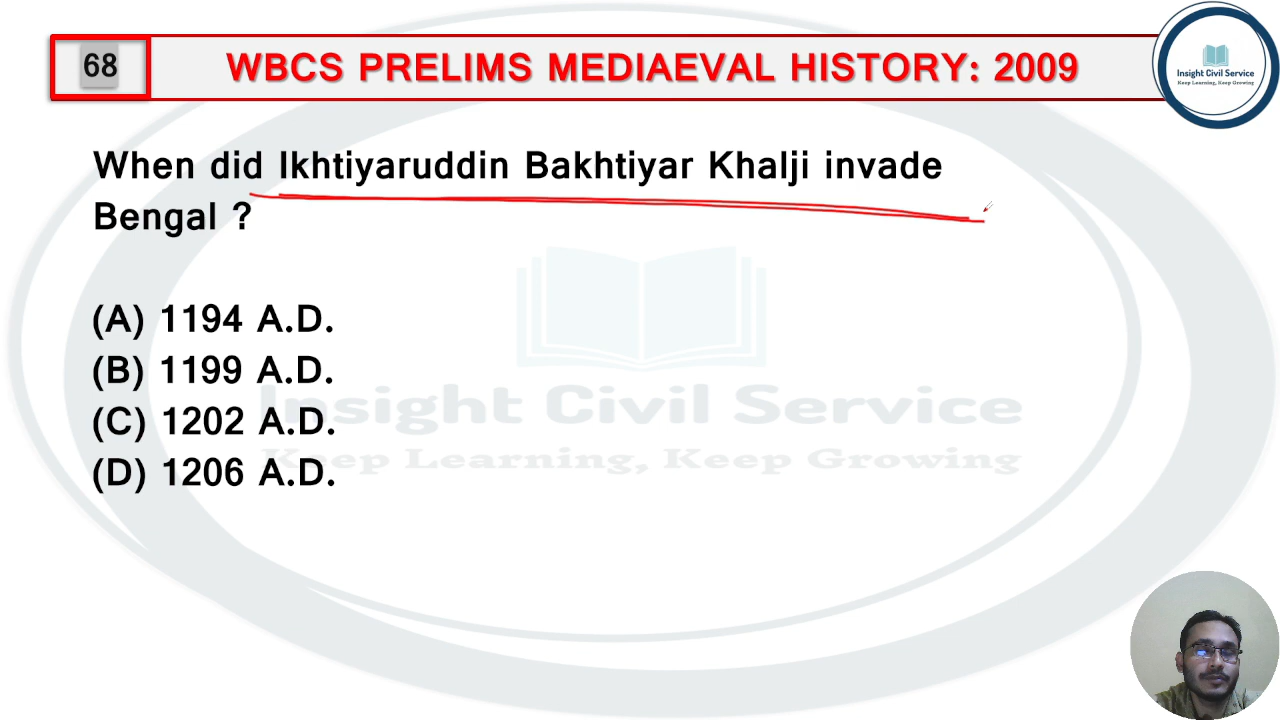 68
WBCS PRELIMS MEDIAEVAL HISTORY: 2009
Insight Civil Service
Keep Learning, Keep Growing
When did Ikhtiyaruddin Bakhtiyar Khalji invade
Bengal ?
(A) 1194 A.D.
(B) 1199 A.D.
(C) 1202 A.D.
(D) 1206 A.D.
Insight Civil Service
Keep Learning, Keep Growing